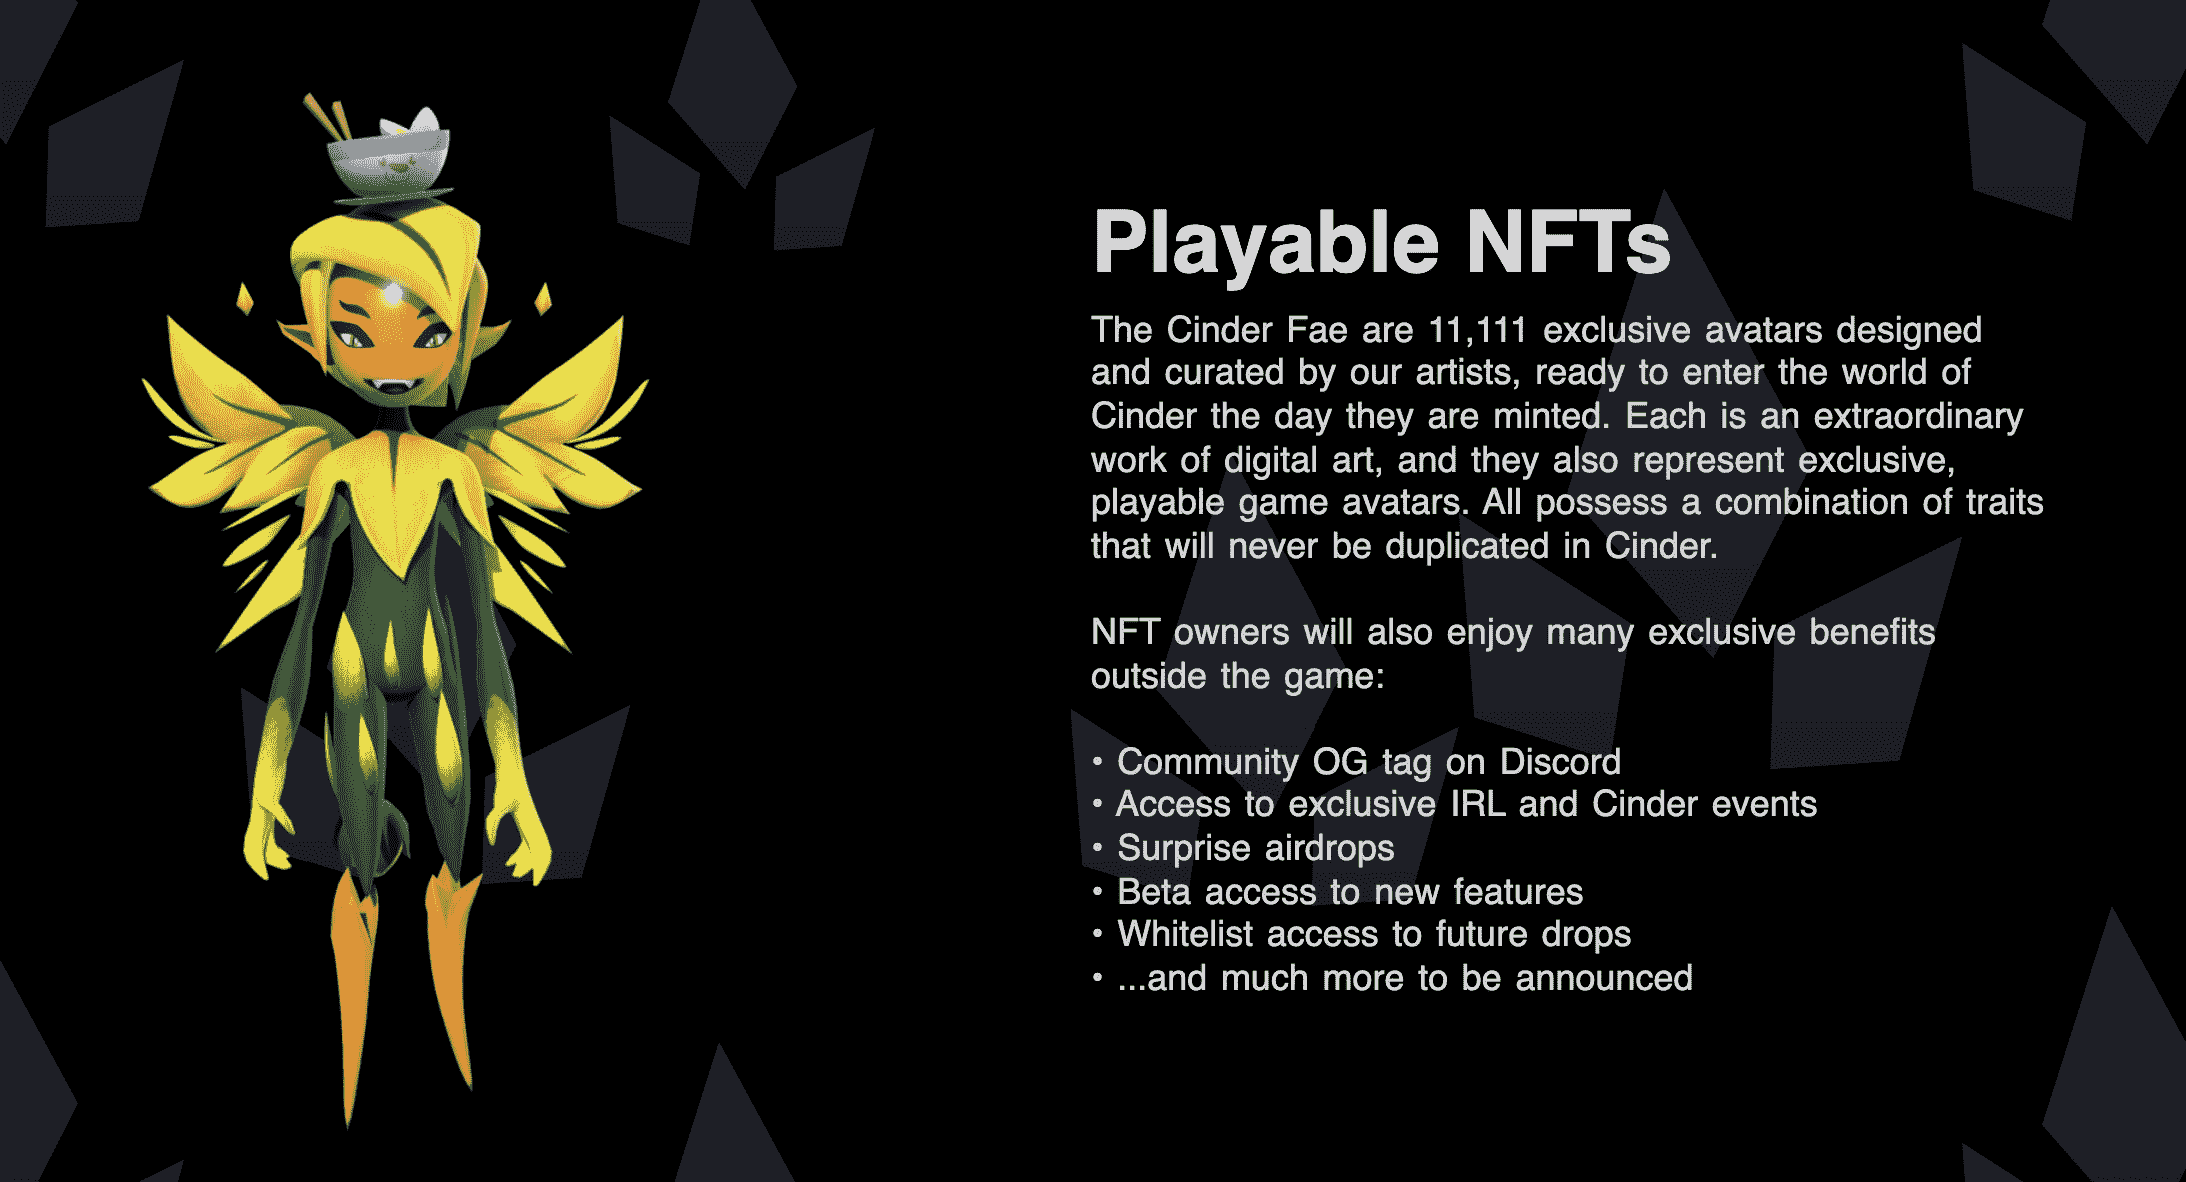 Playable NFTs
The Cinder Fae are 11,111 exclusive avatars designed
and curated by our artists, ready to enter the world of
Cinder the day they are minted. Each is an extraordinary
work of digital art, and they also represent exclusive,
playable game avatars. All possess a combination of traits
that will never be duplicated in Cinder.
NFT owners will also enjoy many exclusive benefits
outside the game:
• Community OG tag on Discord
• Access to exclusive IRL and Cinder events
• Surprise airdrops
• Beta access to new features
• Whitelist access to future drops
• ...and much more to be announced